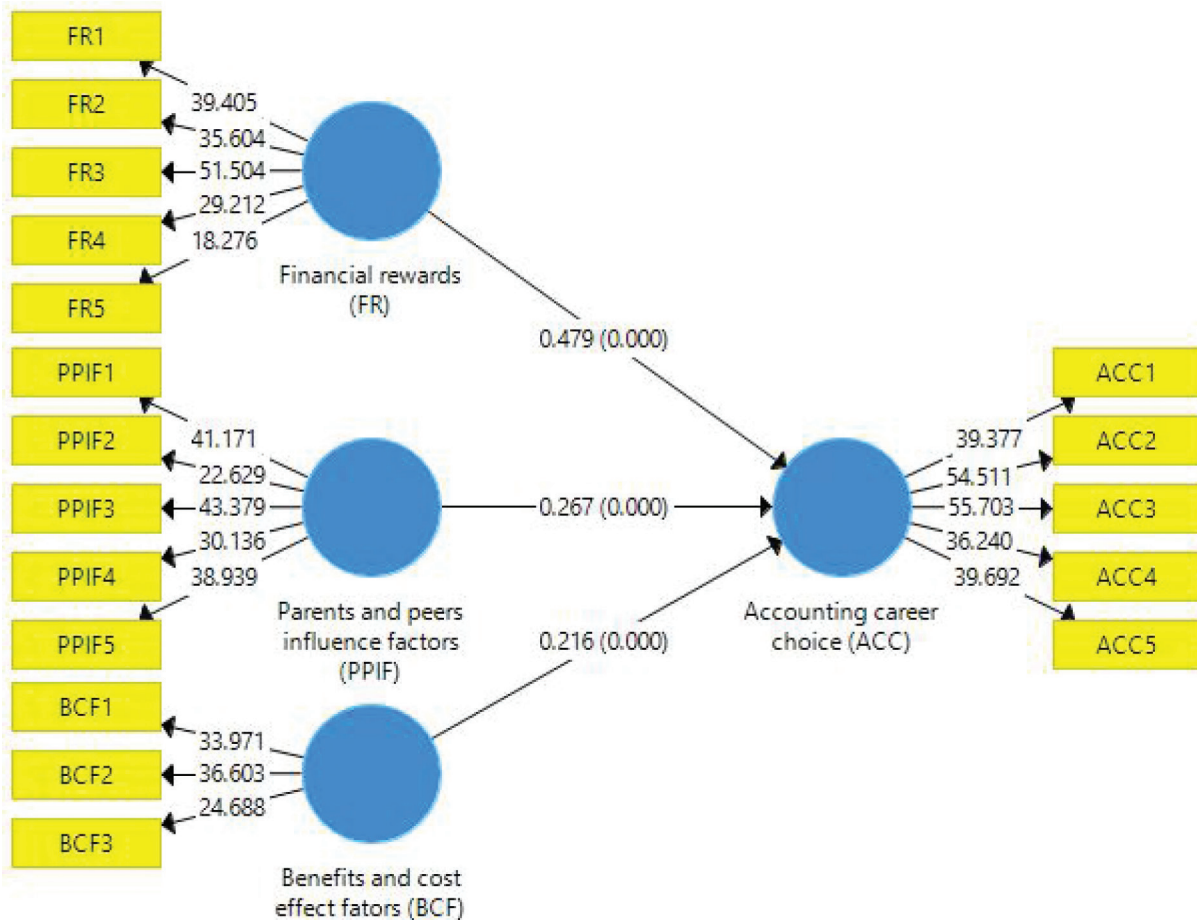 FR1
39.405
FR2
35.604
FR3
51.504
29.212
FR4
18.276
FR5
Financial rewards
(FR)
0.479 (0.000)
PPIF1
41.171
PPIF2
22.629
PPIF3
43.379
30.136
PPIF4
38.939
PPIF5
Parents and peers
influence factors
(PPIF)
0.267 (0.000)
BCF1
33.971
BCF2
36.603
24.688
BCF3
Benefits and cost
effect fators (BCF)
0.216 (0.000)
Accounting career
choice (ACC)
ACC1
39.377
ACC2
54.511
55.703
ACC3
36.240
ACC4
39.692
ACC5